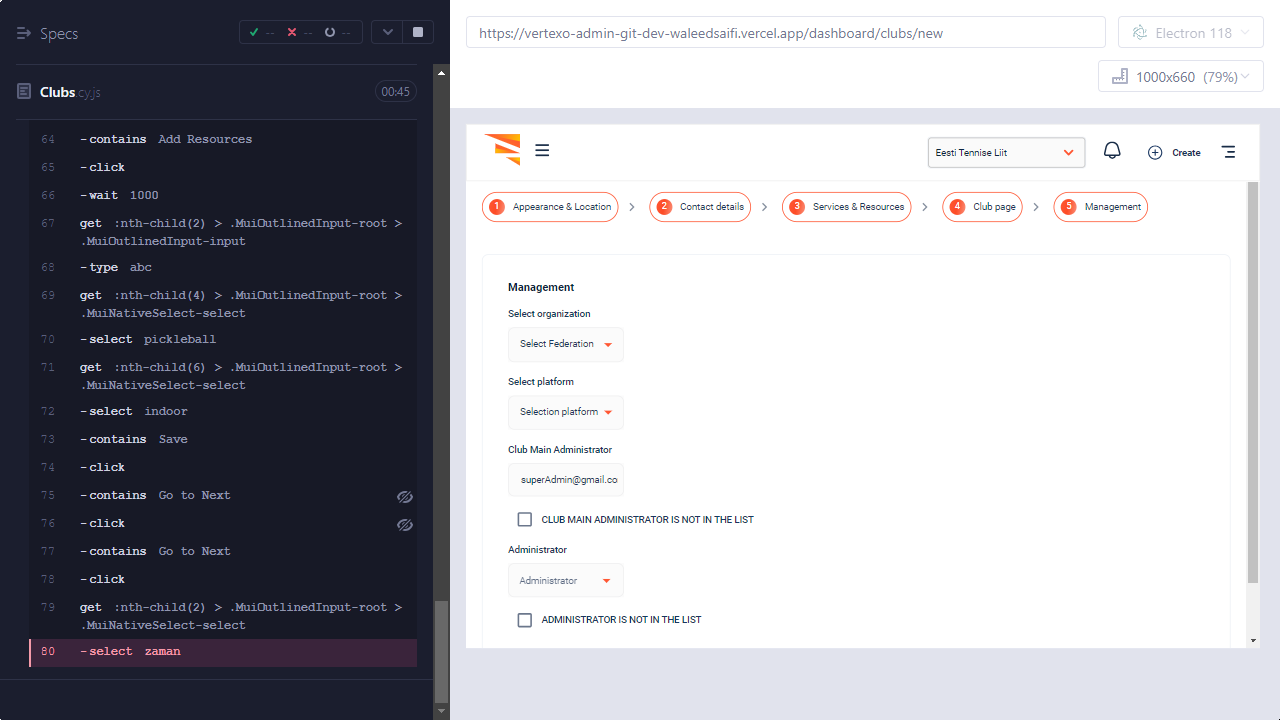 Specs
-- -- --
https://vertexo-admin-git-dev-waleedsaifi.vercel.app/dashboard/clubs/new
Electron 118
1000x660 (79%)
Clubs.cy.js
00:45
64 -contains Add Resources
65 -click
66 -wait 1000
67 get :nth-child(2) > .MuiOutlinedInput-root >
.MuiOutlinedInput-input
68 -type abc
69 get :nth-child(4) > .MuiOutlinedInput-root >
.MuiNativeSelect-select
70 -select pickleball
71 get :nth-child(6) > .MuiOutlinedInput-root >
.MuiNativeSelect-select
72 -select indoor
73 -contains Save
74 -click
75 -contains Go to Next
76 -click
77 -contains Go to Next
78 -click
79 get :nth-child(2) > .MuiOutlinedInput-root >
.MuiNativeSelect-select
80 -select zaman
Eesti Tennise Liit
Create
1 Appearance & Location
2 Contact details
3 Services & Resources
4 Club page
5 Management
Management
Select organization
Select Federation
Select platform
Selection platform
Club Main Administrator
superAdmin@gmail.co
CLUB MAIN ADMINISTRATOR IS NOT IN THE LIST
Administrator
Administrator
ADMINISTRATOR IS NOT IN THE LIST